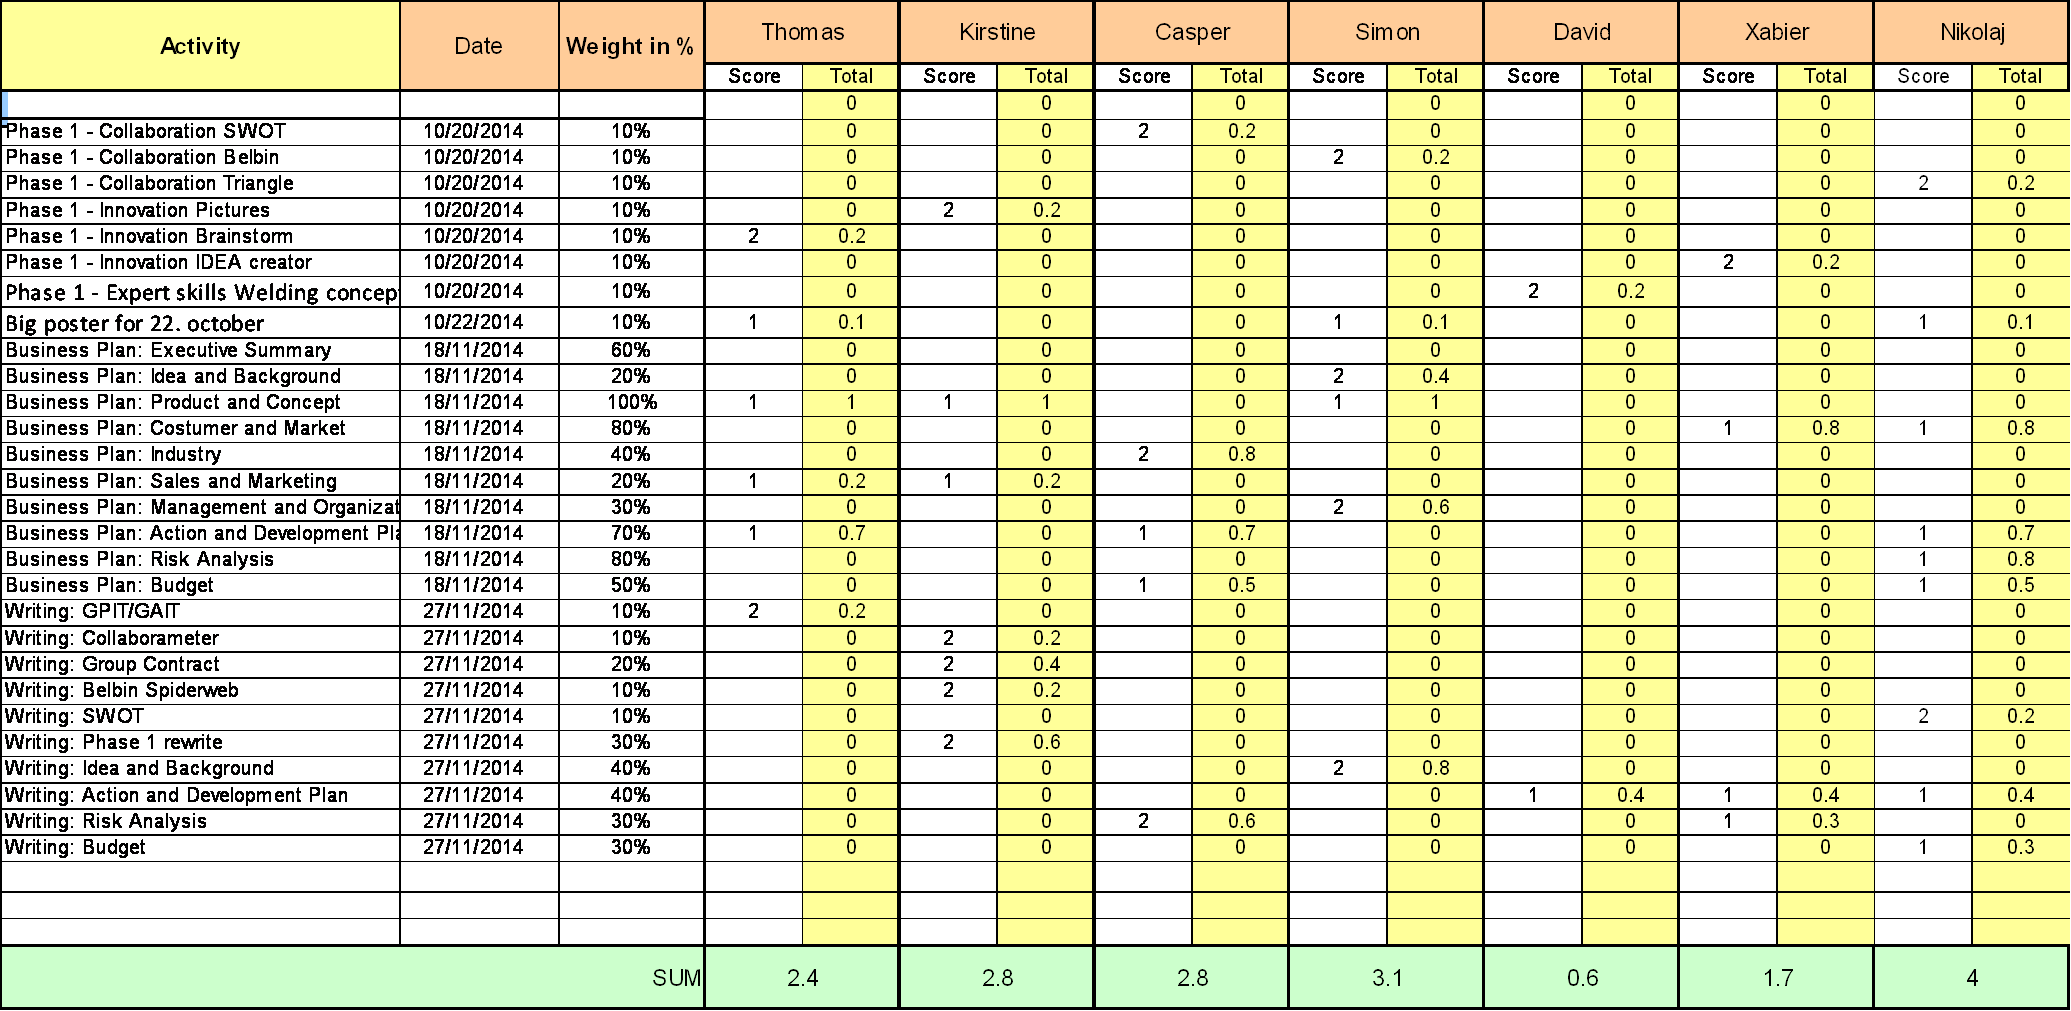 Activity Date Weight in % Thomas Kirstine Casper Simon David Xabier Nikolaj
Score Total Score Total Score Total Score Total Score Total Score Total Score Total
0 0 0 0 0 0 0
Phase 1 - Collaboration SWOT 10/20/2014 10% 0 0 2 0.2 0 0 0 0
Phase 1 - Collaboration Belbin 10/20/2014 10% 0 0 0 2 0.2 0 0 0
Phase 1 - Collaboration Triangle 10/20/2014 10% 0 0 0 0 0 0 2 0.2
Phase 1 - Innovation Pictures 10/20/2014 10% 0 2 0.2 0 0 0 0 0
Phase 1 - Innovation Brainstorm 10/20/2014 10% 2 0.2 0 0 0 0 0 0
Phase 1 - Innovation IDEA creator 10/20/2014 10% 0 0 0 0 0 2 0.2 0
Phase 1 - Expert skills Welding concep 10/20/2014 10% 0 0 0 0 2 0.2 0 0
Big poster for 22. october 10/22/2014 10% 1 0.1 0 0 1 0.1 0 0 1 0.1
Business Plan: Executive Summary 18/11/2014 60% 0 0 0 0 0 0 0
Business Plan: Idea and Background 18/11/2014 20% 0 0 0 2 0.4 0 0 0
Business Plan: Product and Concept 18/11/2014 100% 1 1 1 1 0 1 1 0 0 0
Business Plan: Costumer and Market 18/11/2014 80% 0 0 0 0 0 1 0.8 1 0.8
Business Plan: Industry 18/11/2014 40% 0 0 2 0.8 0 0 0 0
Business Plan: Sales and Marketing 18/11/2014 20% 1 0.2 1 0.2 0 0 0 0 0
Business Plan: Management and Organizat 18/11/2014 30% 0 0 0 2 0.6 0 0 0
Business Plan: Action and Development Pla 18/11/2014 70% 1 0.7 0 1 0.7 0 0 0 1 0.7
Business Plan: Risk Analysis 18/11/2014 80% 0 0 0 0 0 0 1 0.8
Business Plan: Budget 18/11/2014 50% 0 0 1 0.5 0 0 0 1 0.5
Writing: GPIT/GAIT 27/11/2014 10% 2 0.2 0 0 0 0 0 0
Writing: Collaborameter 27/11/2014 10% 0 2 0.2 0 0 0 0 0
Writing: Group Contract 27/11/2014 20% 0 2 0.4 0 0 0 0 0
Writing: Belbin Spiderweb 27/11/2014 10% 0 2 0.2 0 0 0 0 0
Writing: SWOT 27/11/2014 10% 0 0 0 0 0 0 2 0.2
Writing: Phase 1 rewrite 27/11/2014 30% 0 2 0.6 0 0 0 0 0
Writing: Idea and Background 27/11/2014 40% 0 0 0 2 0.8 0 0 0
Writing: Action and Development Plan 27/11/2014 40% 0 0 0 0 1 0.4 1 0.4 1 0.4
Writing: Risk Analysis 27/11/2014 30% 0 0 2 0.6 0 0 1 0.3 0
Writing: Budget 27/11/2014 30% 0 0 0 0 0 0 1 0.3
SUM 2.4 2.8 2.8 3.1 0.6 1.7 4